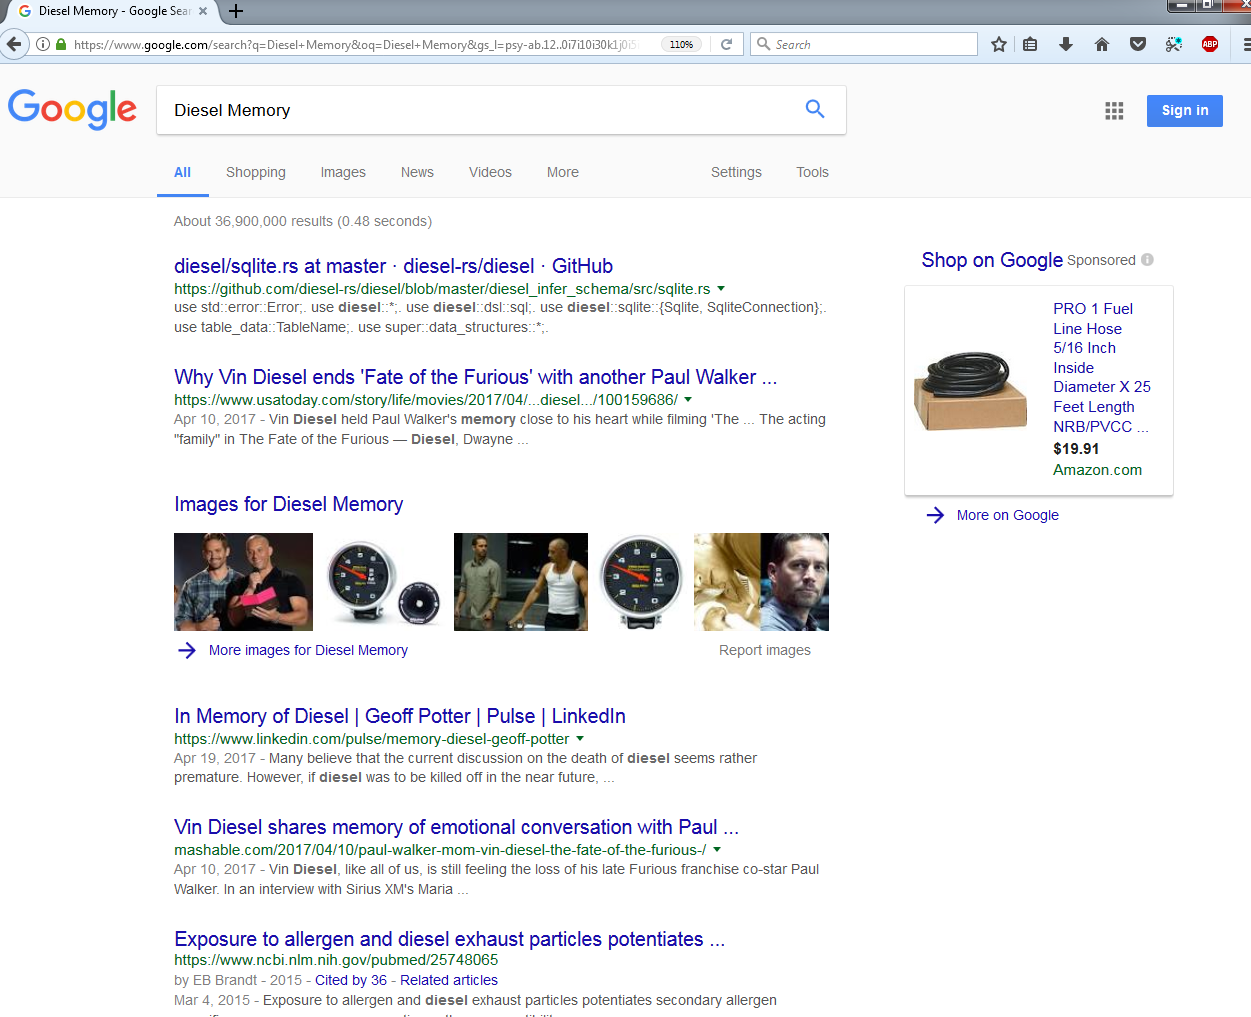 Diesel Memory - Google Sear
https://www.google.com/search?q=Diesel+Memory&oq=Diesel+Memory&gs_l=psy-ab.12..0i7i10i30k1j0i5
110%
Search
ABP
Google
Diesel Memory
Sign in
All Shopping Images News Videos More Settings Tools
About 36,900,000 results (0.48 seconds)
diesel/sqlite.rs at master · diesel-rs/diesel · GitHub
https://github.com/diesel-rs/diesel/blob/master/diesel_infer_schema/src/sqlite.rs
use std::error::Error;. use diesel::*;. use diesel::dsl::sql;. use diesel::sqlite::{Sqlite, SqliteConnection};.
use table_data::TableName;. use super::data_structures::*;.
Why Vin Diesel ends 'Fate of the Furious' with another Paul Walker ...
https://www.usatoday.com/story/life/movies/2017/04/...diesel.../100159686/
Apr 10, 2017 - Vin Diesel held Paul Walker's memory close to his heart while filming 'The ... The acting
"family" in The Fate of the Furious — Diesel, Dwayne ...
Images for Diesel Memory
More images for Diesel Memory
Report images
In Memory of Diesel | Geoff Potter | Pulse | LinkedIn
https://www.linkedin.com/pulse/memory-diesel-geoff-potter
Apr 19, 2017 - Many believe that the current discussion on the death of diesel seems rather
premature. However, if diesel was to be killed off in the near future, ...
Vin Diesel shares memory of emotional conversation with Paul ...
mashable.com/2017/04/10/paul-walker-mom-vin-diesel-the-fate-of-the-furious-/
Apr 10, 2017 - Vin Diesel, like all of us, is still feeling the loss of his late Furious franchise co-star Paul
Walker. In an interview with Sirius XM's Maria ...
Exposure to allergen and diesel exhaust particles potentiates ...
https://www.ncbi.nlm.nih.gov/pubmed/25748065
by EB Brandt - 2015 - Cited by 36 - Related articles
Mar 4, 2015 - Exposure to allergen and diesel exhaust particles potentiates secondary allergen
Shop on Google Sponsored
PRO 1 Fuel
Line Hose
5/16 Inch
Inside
Diameter X 25
Feet Length
NRB/PVCC ...
$19.91
Amazon.com
More on Google